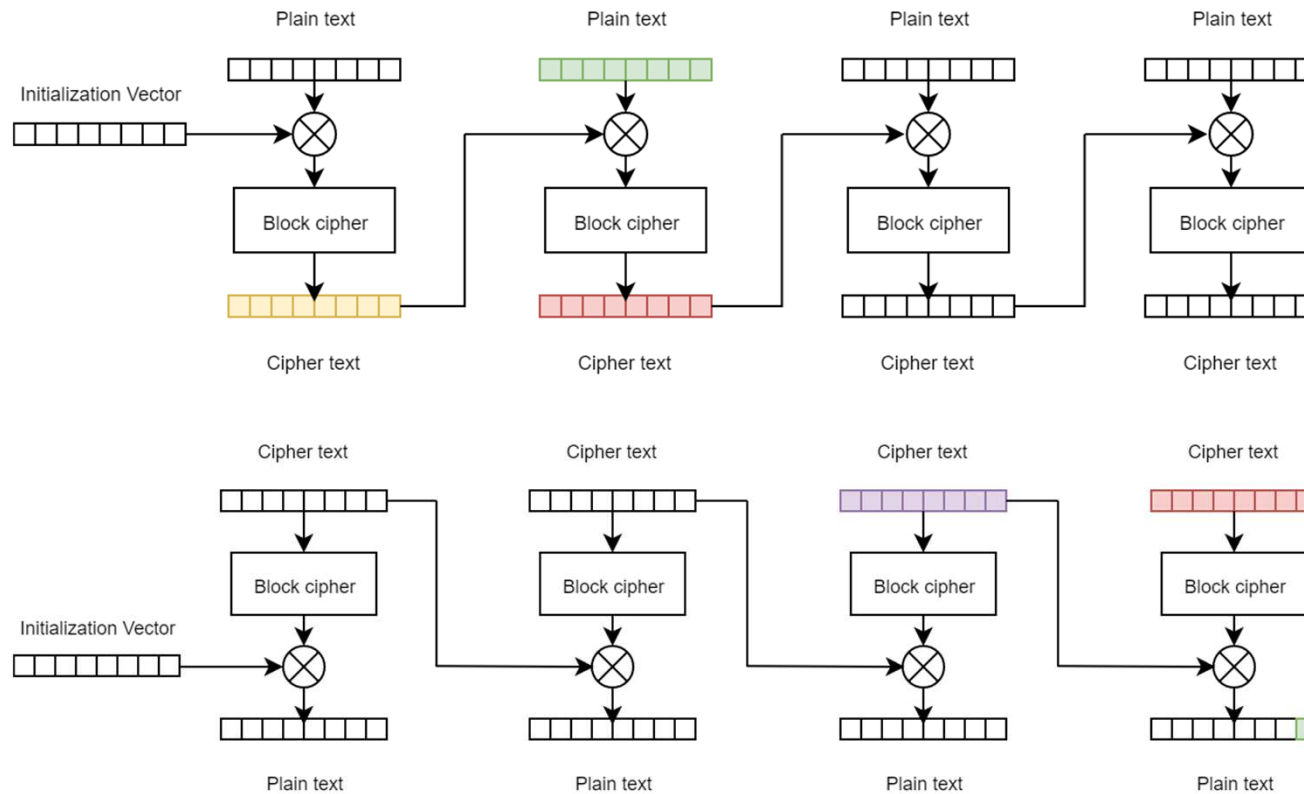 Plain text Plain text Plain text Plain text
Initialization Vector
Block cipher Block cipher Block cipher Block cipher
Cipher text Cipher text Cipher text Cipher text
Cipher text Cipher text Cipher text Cipher text
Block cipher Block cipher Block cipher Block cipher
Initialization Vector
Plain text Plain text Plain text Plain text